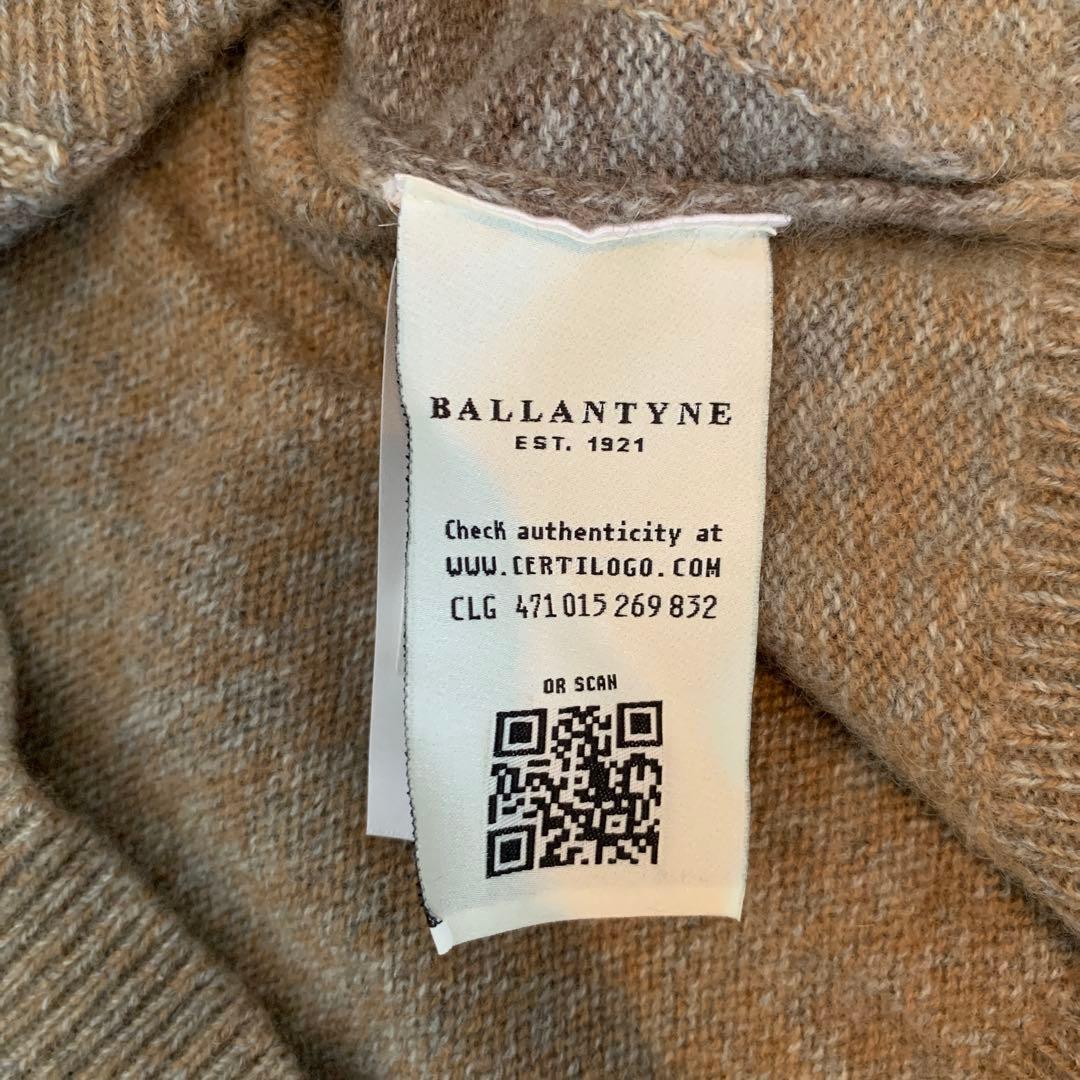 BALLANTYNE
EST. 1921
Check authenticity at
WWW.CERTILOGO.COM
CLG 471 015 269 832
OR SCAN